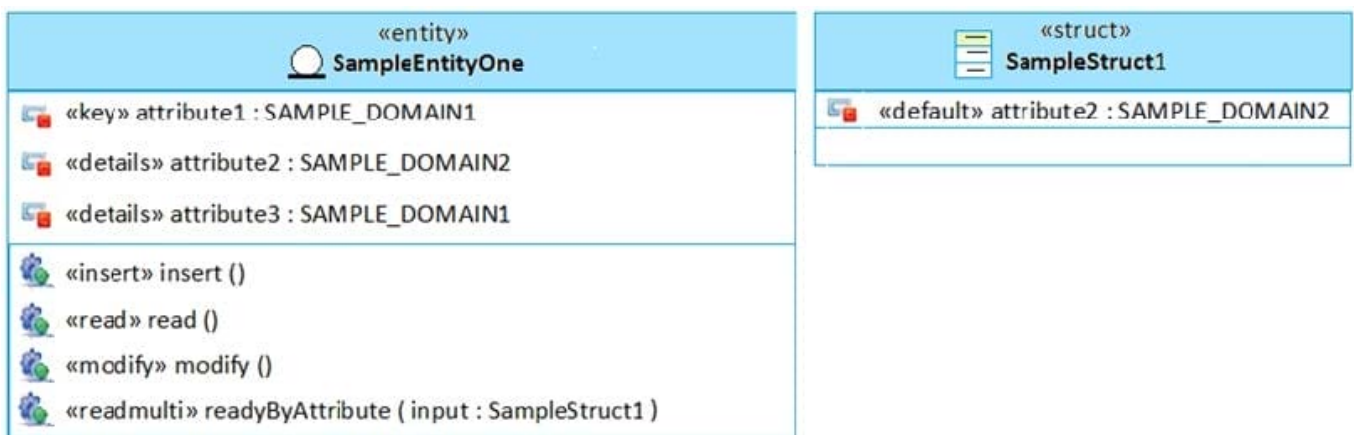 «entity»
SampleEntityOne
«key» attribute1 : SAMPLE_DOMAIN1
«details» attribute2 : SAMPLE_DOMAIN2
«details» attribute3 : SAMPLE_DOMAIN1
«insert» insert ()
«read» read ()
«modify» modify ()
«readmulti» readyByAttribute ( input : SampleStruct1 )
«struct»
SampleStruct1
«default» attribute2 : SAMPLE_DOMAIN2